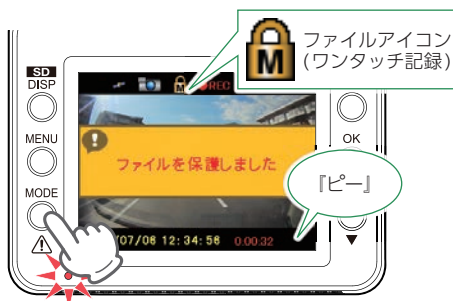 ファイルアイコン
(ワンタッチ記録)
M
SD
DISP
M
REC
MENU
OK
ファイルを保護しました
『ピー』
MODE
/07/06 12:34:56 0:00:32